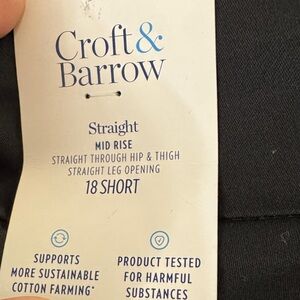 Croft&
Barrow
Straight
MID RISE
STRAIGHT THROUGH HIP & THIGH
STRAIGHT LEG OPENING
18 SHORT
SUPPORTS
MORE SUSTAINABLE
COTTON FARMING*
PRODUCT TESTED
FOR HARMFUL
SUBSTANCES